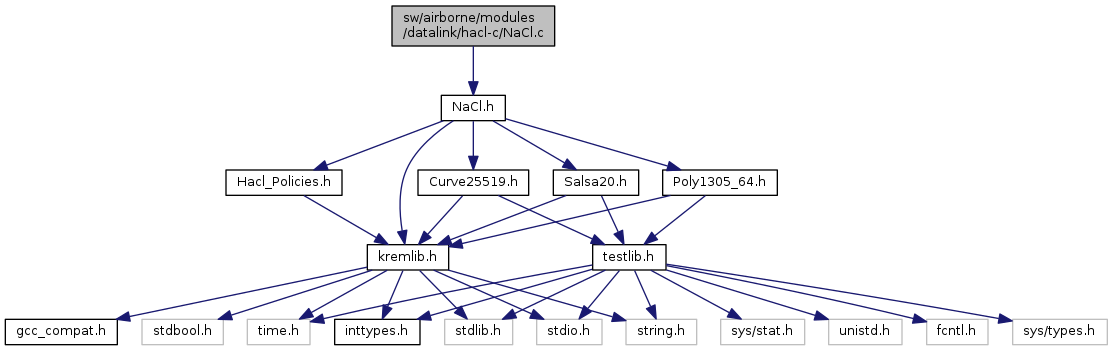 sw/airborne/modules
/datalink/hacl-c/NaCl.c
NaCl.h
Hacl_Policies.h
Curve25519.h
Salsa20.h
Poly1305_64.h
kremlib.h
testlib.h
gcc_compat.h
stdbool.h
time.h
inttypes.h
stdlib.h
stdio.h
string.h
sys/stat.h
unistd.h
fcntl.h
sys/types.h